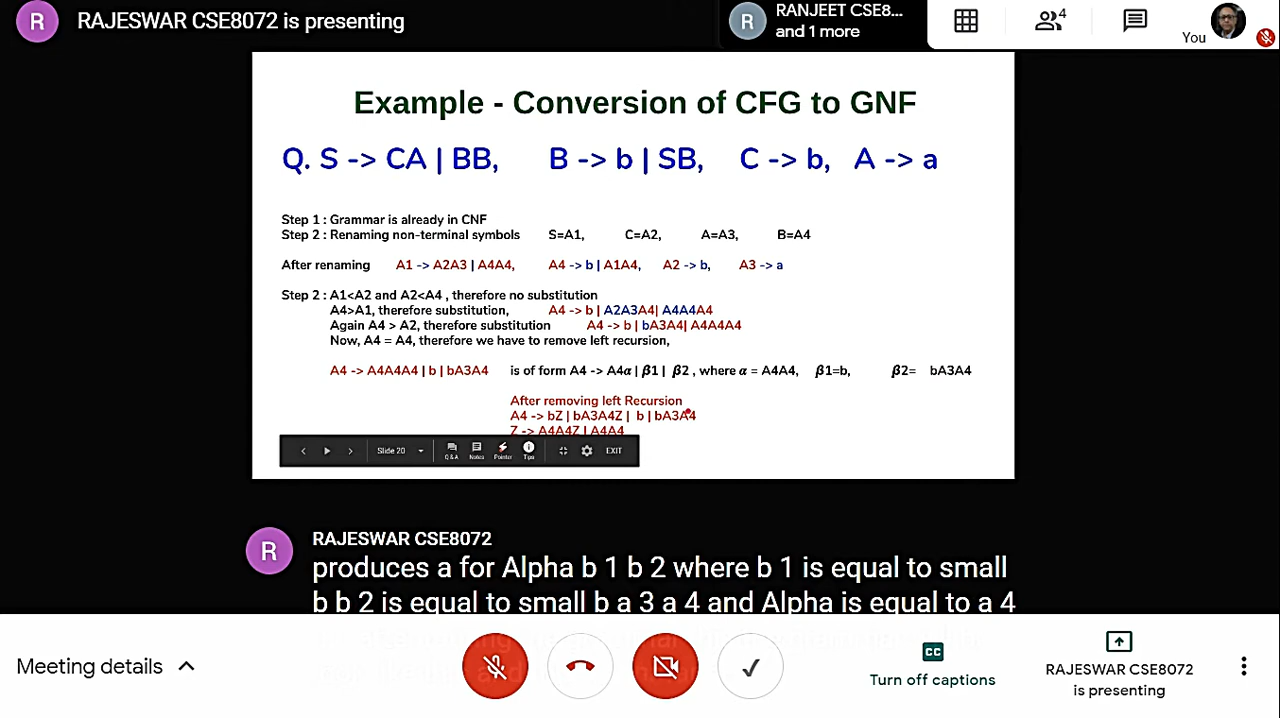 R
RAJESWAR CSE8072 is presenting
R
RANJEET CSE8...
and 1 more
4
You
Example - Conversion of CFG to GNF
Q. S -> CA | BB, B -> b | SB, C -> b, A -> a
Step 1 : Grammar is already in CNF
Step 2 : Renaming non-terminal symbols S=A1, C=A2, A=A3, B=A4
After renaming A1 -> A2A3 | A4A4, A4 -> b | A1A4, A2 -> b, A3 -> a
Step 2 : A1<A2 and A2<A4 , therefore no substitution
A4>A1, therefore substitution, A4 -> b | A2A3A4| A4A4A4
Again A4 > A2, therefore substitution A4 -> b | bA3A4| A4A4A4
Now, A4 = A4, therefore we have to remove left recursion,
A4 -> A4A4A4 | b | bA3A4 is of form A4 -> A4α | β1 | β2 , where α = A4A4, β1=b, β2= bA3A4
After removing left Recursion
A4 -> bZ | bA3A4Z | b | bA3A4
Z -> A4A4Z | A4A4
Slide 20 Q&A Notes Pointer Tips EXIT
R
RAJESWAR CSE8072
produces a for Alpha b 1 b 2 where b 1 is equal to small
b b 2 is equal to small b a 3 a 4 and Alpha is equal to a 4
Meeting details
CC
Turn off captions
RAJESWAR CSE8072
is presenting